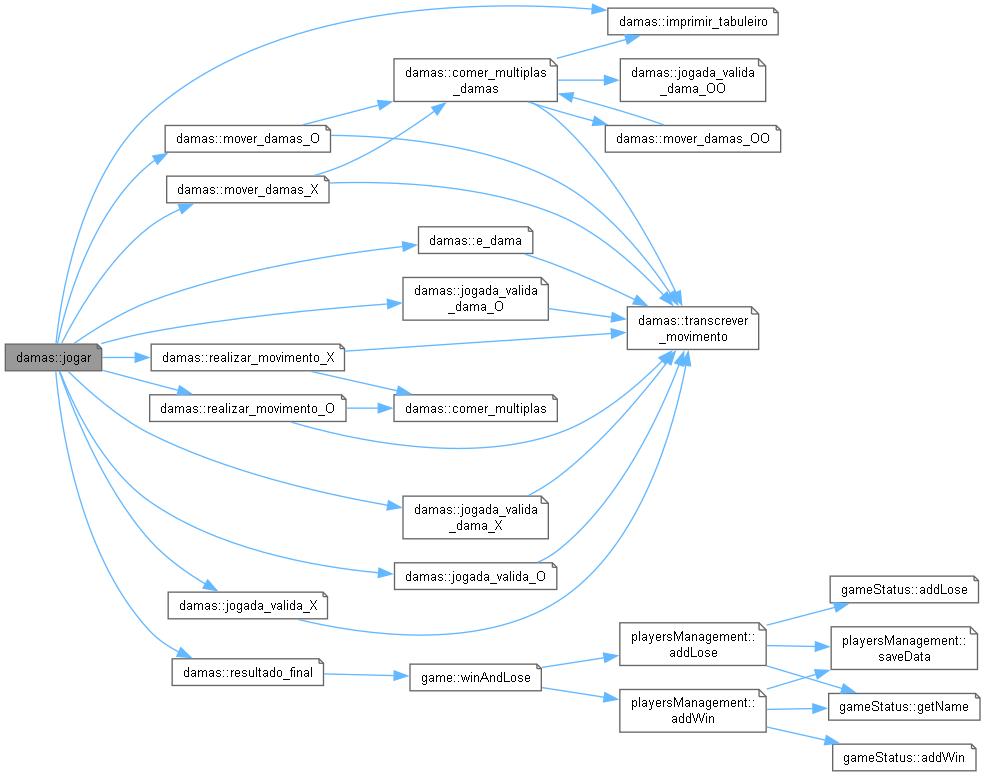 damas::imprimir_tabuleiro
damas::comer_multiplas
_damas
damas::jogada_valida
_dama_OO
damas::mover_damas_O
damas::mover_damas_OO
damas::mover_damas_X
damas::e_dama
damas::jogada_valida
_dama_O
damas::transcrever
_movimento
damas::jogar
damas::realizar_movimento_X
damas::realizar_movimento_O
damas::comer_multiplas
damas::jogada_valida
_dama_X
damas::jogada_valida_O
damas::jogada_valida_X
gameStatus::addLose
playersManagement::
addLose
playersManagement::
saveData
damas::resultado_final
game::winAndLose
playersManagement::
addWin
gameStatus::getName
gameStatus::addWin